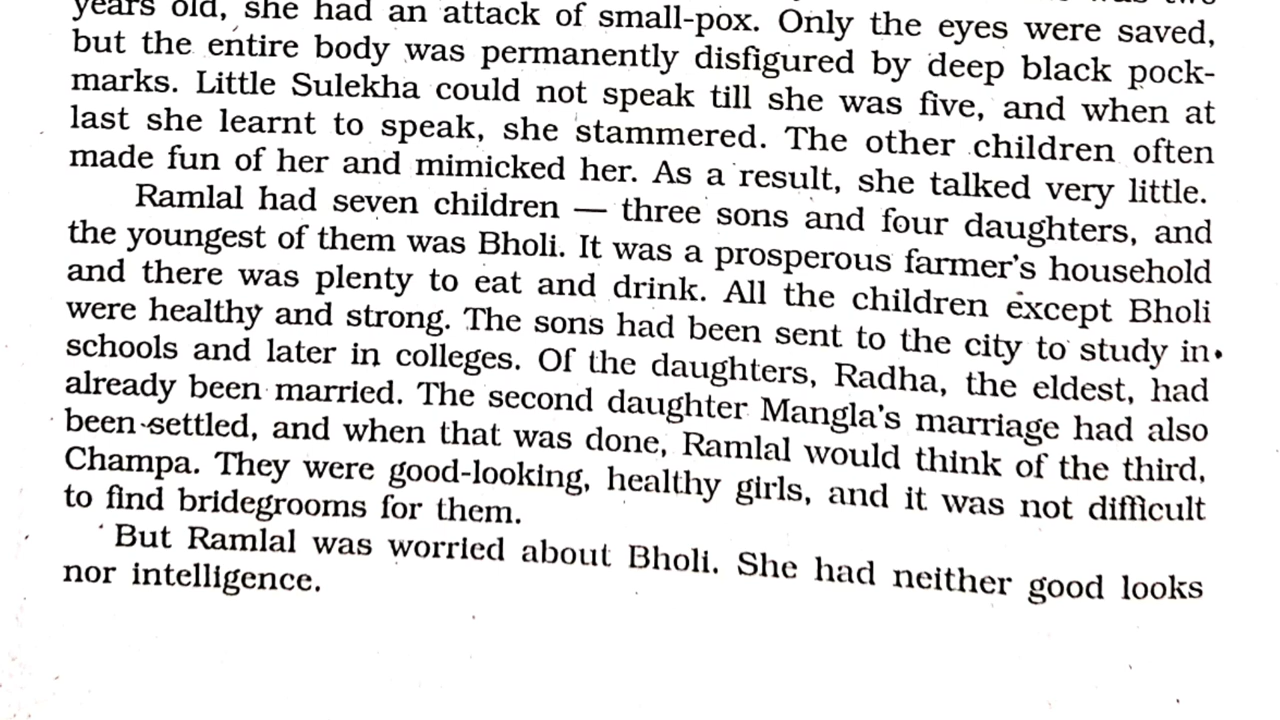 years old, she had an attack of small-pox. Only the eyes were saved,
but the entire body was permanently disfigured by deep black pock-
marks. Little Sulekha could not speak till she was five, and when at
last she learnt to speak, she stammered. The other children often
made fun of her and mimicked her. As a result, she talked very little.
Ramlal had seven children — three sons and four daughters, and
the youngest of them was Bholi. It was a prosperous farmer's household
and there was plenty to eat and drink. All the children except Bholi
were healthy and strong. The sons had been sent to the city to study in
schools and later in colleges. Of the daughters, Radha, the eldest, had
already been married. The second daughter Mangla's marriage had also
been settled, and when that was done, Ramlal would think of the third,
Champa. They were good-looking, healthy girls, and it was not difficult
to find bridegrooms for them.
But Ramlal was worried about Bholi. She had neither good looks
nor intelligence.